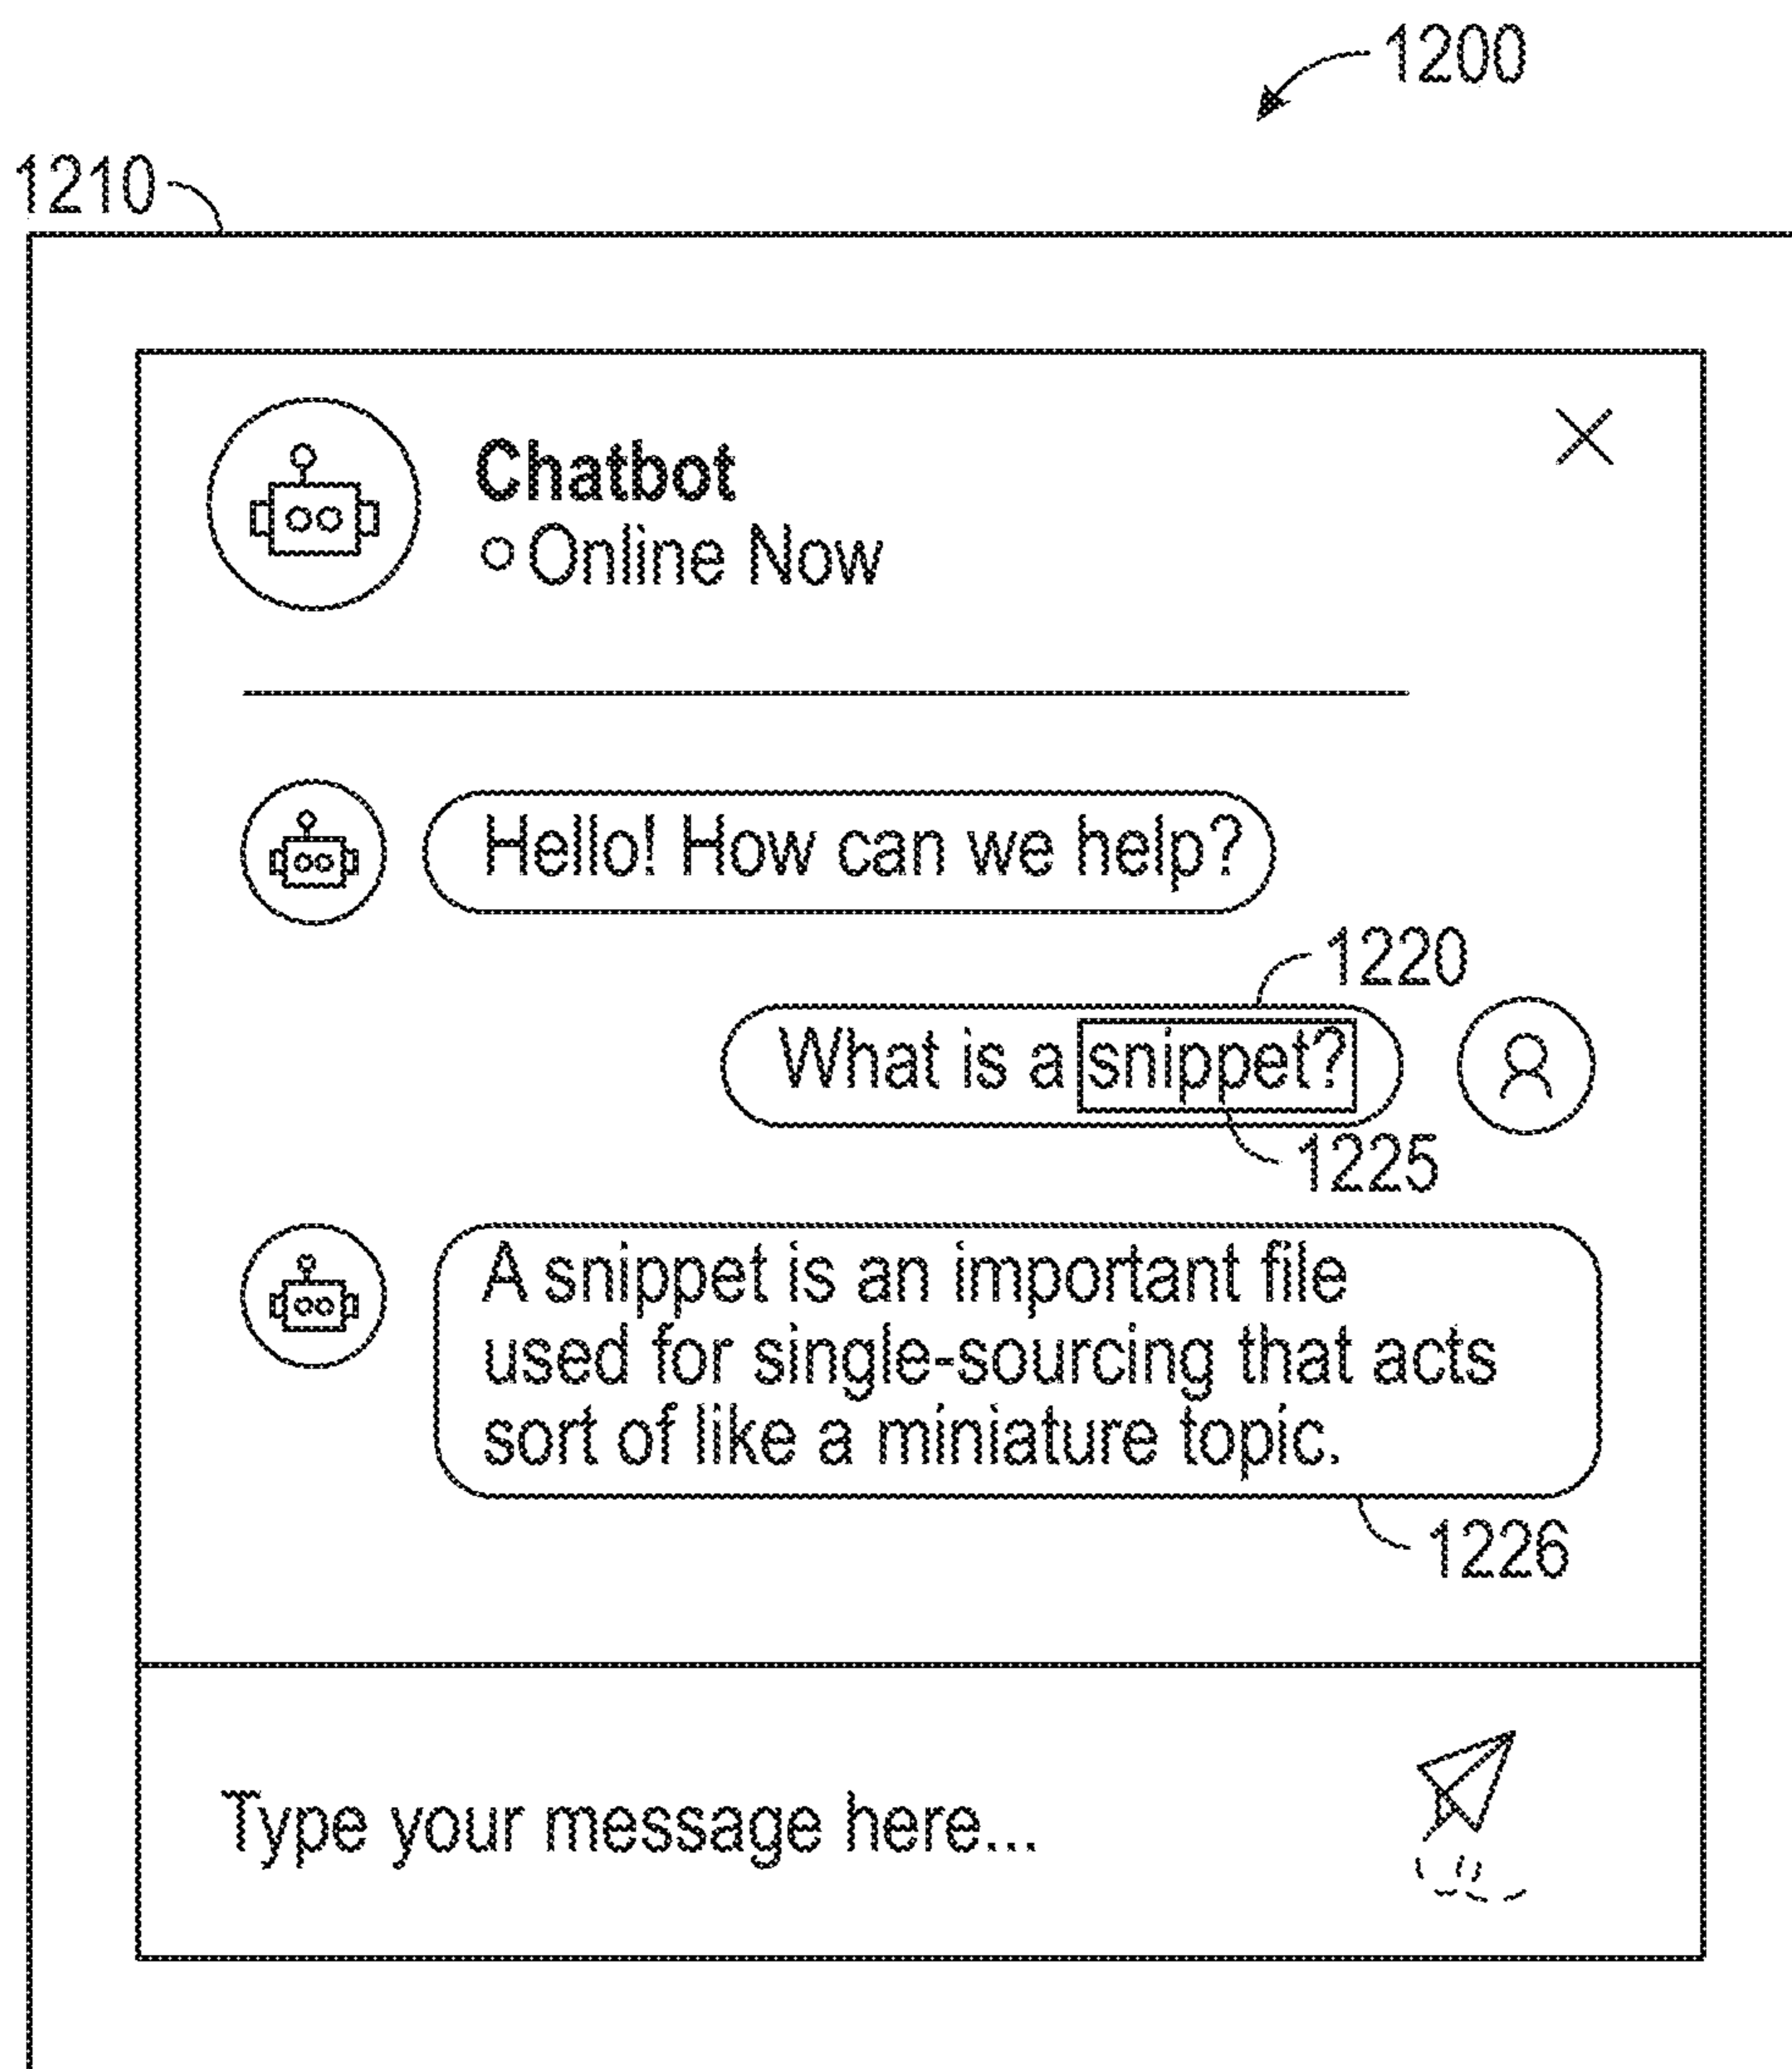 1200
1210
Chatbot
Online Now
Hello! How can we help?
1220
What is a snippet?
1225
A snippet is an important file
used for single-sourcing that acts
sort of like a miniature topic.
1226
Type your message here...